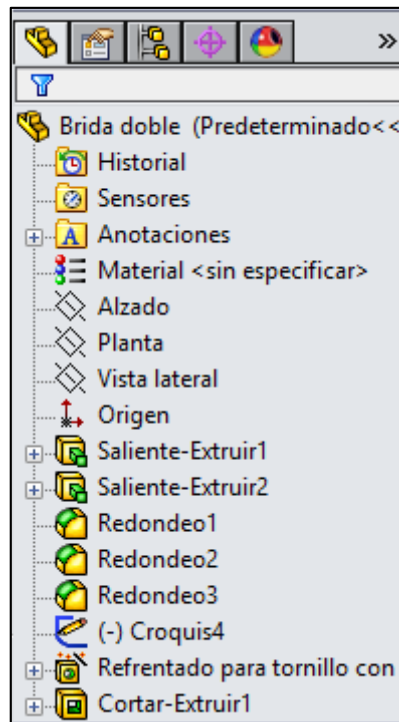 »
Brida doble (Predeterminado<<
Historial
Sensores
Anotaciones
Material <sin especificar>
Alzado
Planta
Vista lateral
Origen
Saliente-Extruir1
Saliente-Extruir2
Redondeo1
Redondeo2
Redondeo3
(-) Croquis4
Refrentado para tornillo con
Cortar-Extruir1